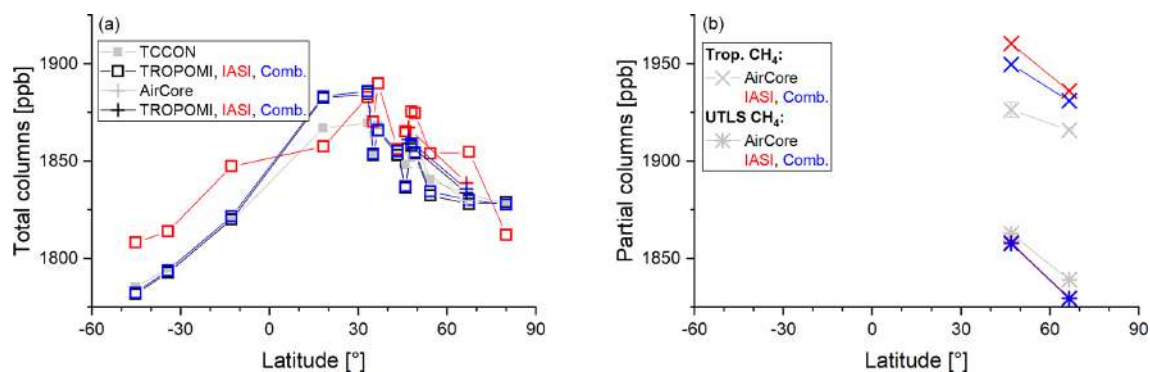 (a)
TCCON
TROPOMI, IASI, Comb.
AirCore
TROPOMI, IASI, Comb.
Total columns [ppb]
1900
1850
1800
-60 -30 0 30 60 90
Latitude [°]
(b)
Trop. CH₄:
AirCore
IASI, Comb.
UTLS CH₄:
AirCore
IASI, Comb.
Partial columns [ppb]
1950
1900
1850
-60 -30 0 30 60 90
Latitude [°]